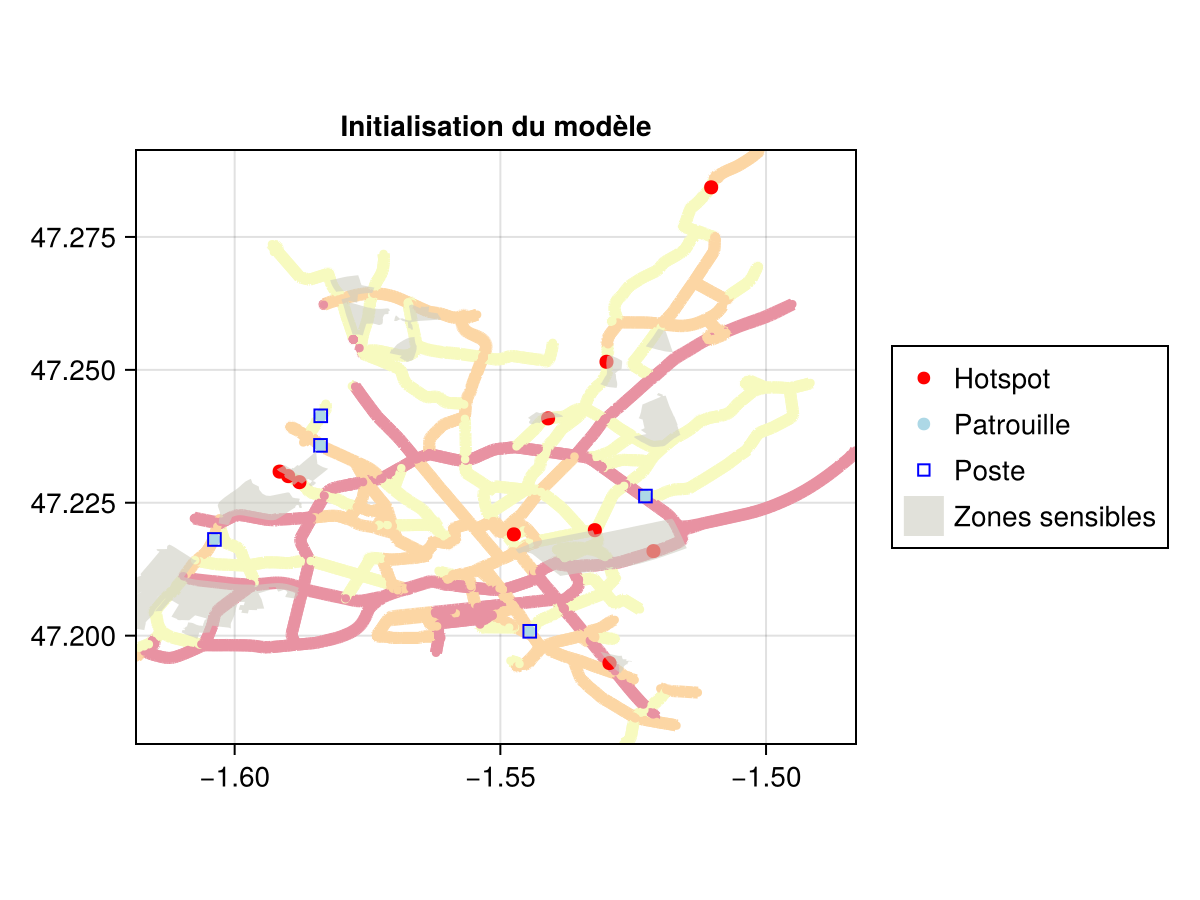 Initialisation du modèle
47.275
47.250
47.225
47.200
−1.60
−1.55
−1.50
Hotspot
Patrouille
Poste
Zones sensibles